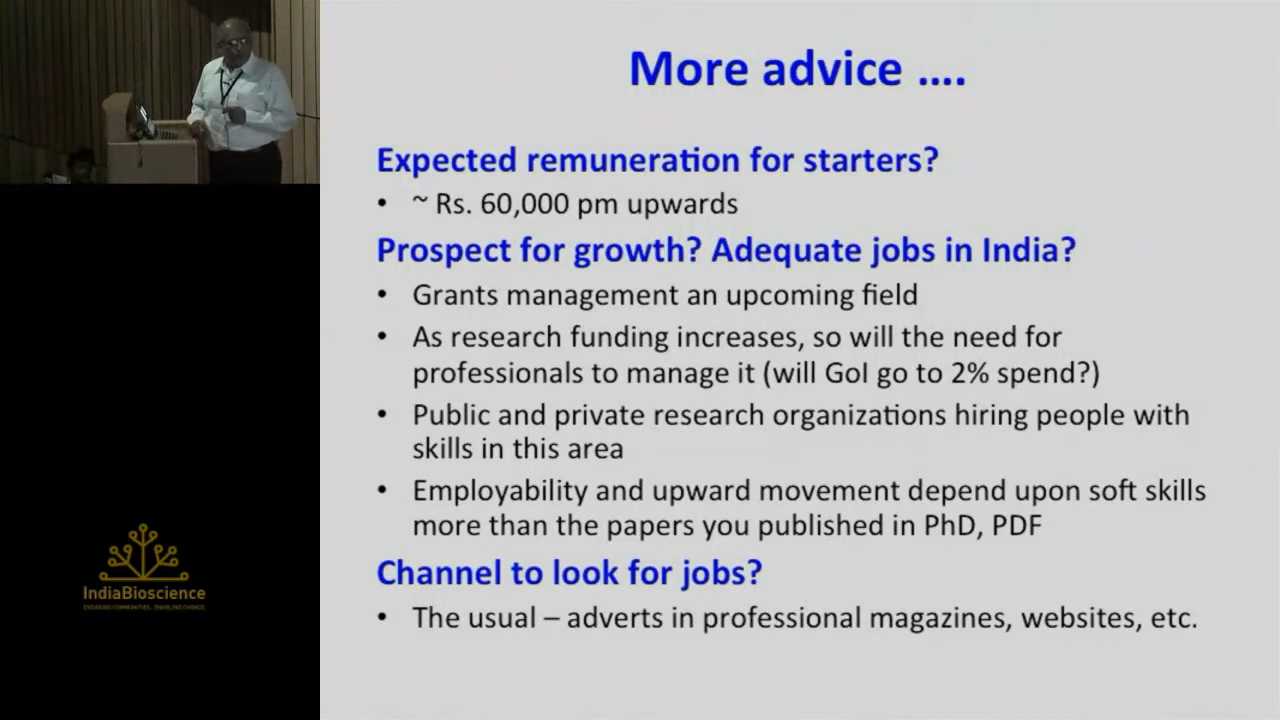 More advice ....
Expected remuneration for starters?
• ~ Rs. 60,000 pm upwards
Prospect for growth? Adequate jobs in India?
• Grants management an upcoming field
• As research funding increases, so will the need for
professionals to manage it (will GoI go to 2% spend?)
• Public and private research organizations hiring people with
skills in this area
• Employability and upward movement depend upon soft skills
more than the papers you published in PhD, PDF
Channel to look for jobs?
• The usual – adverts in professional magazines, websites, etc.
IndiaBioscience
ENGAGING COMMUNITIES . ENABLING CHANGE